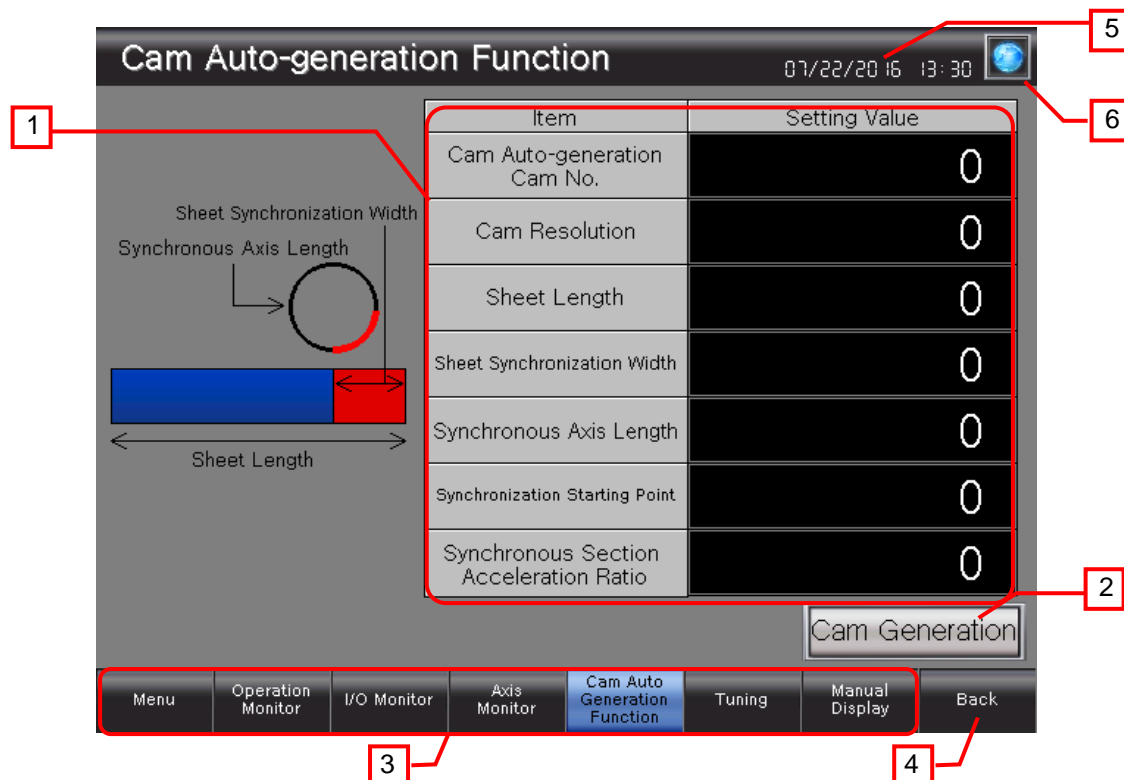 5
Cam Auto-generation Function
07/22/2016 13:30
6
1
Item
Setting Value
Cam Auto-generation
Cam No.
0
Cam Resolution
0
Sheet Length
0
Sheet Synchronization Width
0
Synchronous Axis Length
0
Synchronization Starting Point
0
Synchronous Section
Acceleration Ratio
0
Sheet Synchronization Width
Synchronous Axis Length
Sheet Length
2
Cam Generation
Menu
Operation
Monitor
I/O Monitor
Axis
Monitor
Cam Auto
Generation
Function
Tuning
Manual
Display
Back
3
4